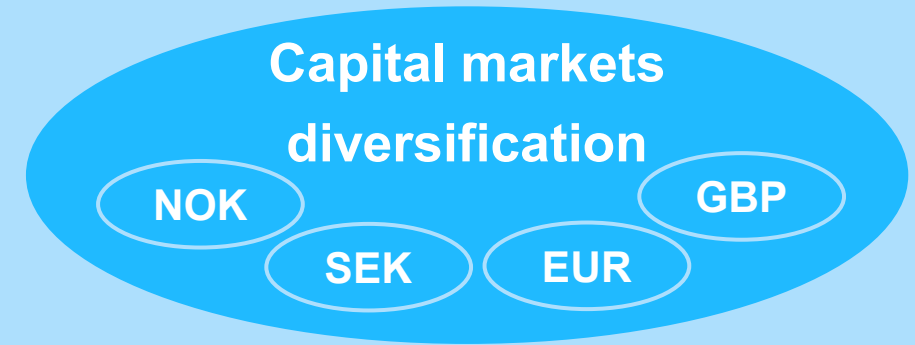 Capital markets
diversification
NOK
SEK
EUR
GBP